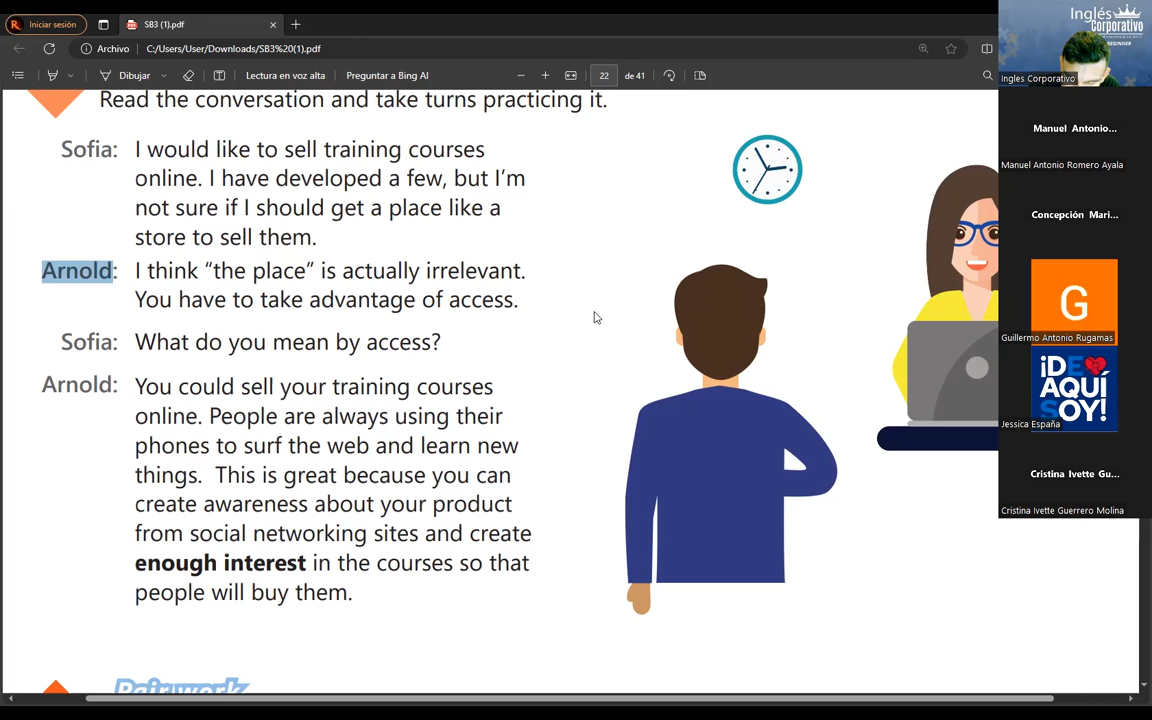 Iniciar sesión
SB3 (1).pdf
Archivo
C:/Users/User/Downloads/SB3%20(1).pdf
Dibujar
Lectura en voz alta
Preguntar a Bing AI
22
de 41
Read the conversation and take turns practicing it.
Sofia: I would like to sell training courses
online. I have developed a few, but I'm
not sure if I should get a place like a
store to sell them.
Arnold: I think “the place” is actually irrelevant.
You have to take advantage of access.
Sofia: What do you mean by access?
Arnold: You could sell your training courses
online. People are always using their
phones to surf the web and learn new
things. This is great because you can
create awareness about your product
from social networking sites and create
enough interest in the courses so that
people will buy them.
Pair work
Inglés
Corporativo
Ingles Corporativo
Manuel Antonio...
Manuel Antonio Romero Ayala
Concepción Mari...
G
Guillermo Antonio Rugamas
¡DE
AQUÍ
SOY!
Jessica España
Cristina Ivette Gu...
Cristina Ivette Guerrero Molina